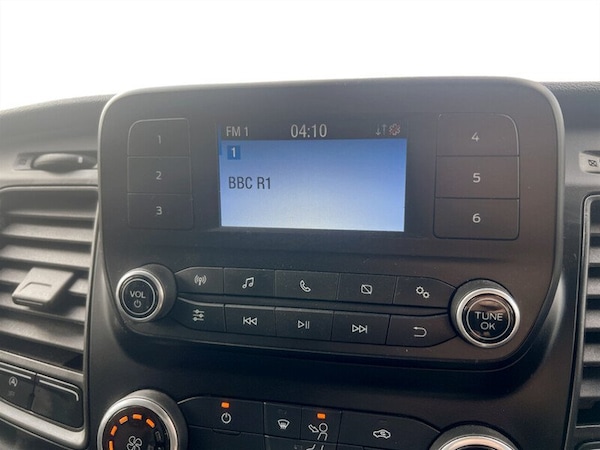 FM 1 04:10
1
BBC R1
1 4
2 5
3 6
VOL
TUNE
OK
A